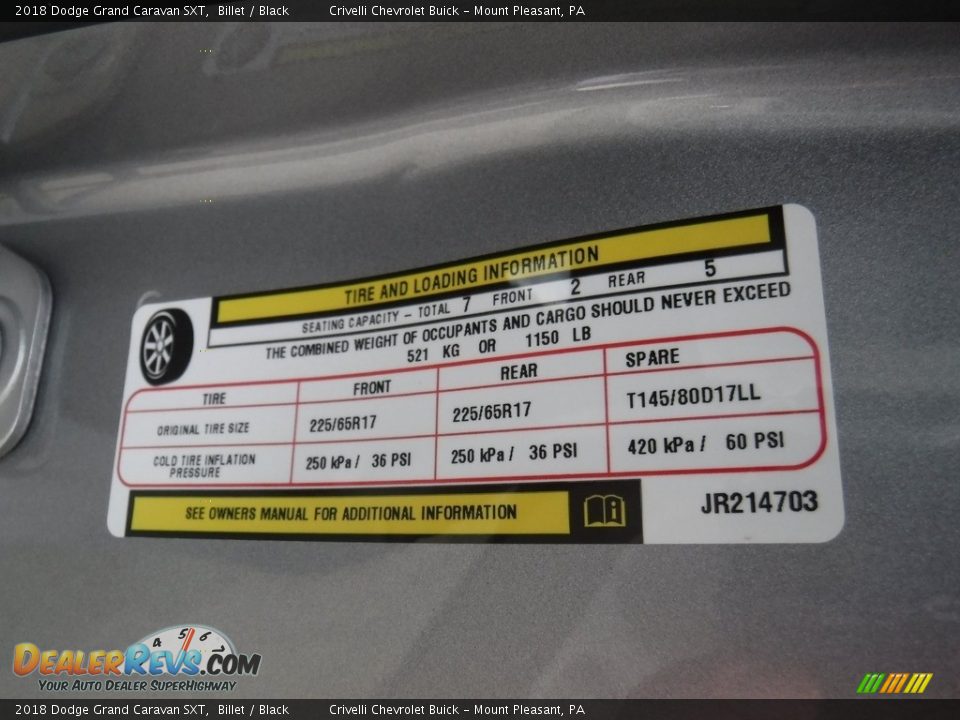 2018 Dodge Grand Caravan SXT, Billet / Black Crivelli Chevrolet Buick - Mount Pleasant, PA
TIRE AND LOADING INFORMATION
SEATING CAPACITY - TOTAL 7 FRONT 2 REAR 5
THE COMBINED WEIGHT OF OCCUPANTS AND CARGO SHOULD NEVER EXCEED
521 KG OR 1150 LB
TIRE FRONT REAR SPARE
ORIGINAL TIRE SIZE 225/65R17 225/65R17 T145/80D17LL
COLD TIRE INFLATION PRESSURE 250 kPa / 36 PSI 250 kPa / 36 PSI 420 kPa / 60 PSI
SEE OWNERS MANUAL FOR ADDITIONAL INFORMATION
JR214703
4 5 6 7
DealerRevs.com
Your Auto Dealer SuperHighway
2018 Dodge Grand Caravan SXT, Billet / Black Crivelli Chevrolet Buick - Mount Pleasant, PA